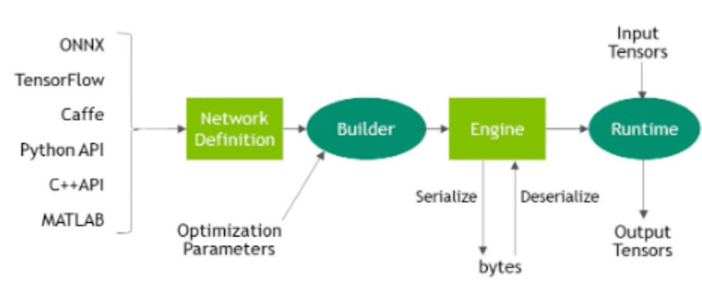 ONNX
TensorFlow
Caffe
Python API
C++API
MATLAB
Network
Definition
Builder
Optimization
Parameters
Engine
Serialize
Deserialize
bytes
Input
Tensors
Runtime
Output
Tensors